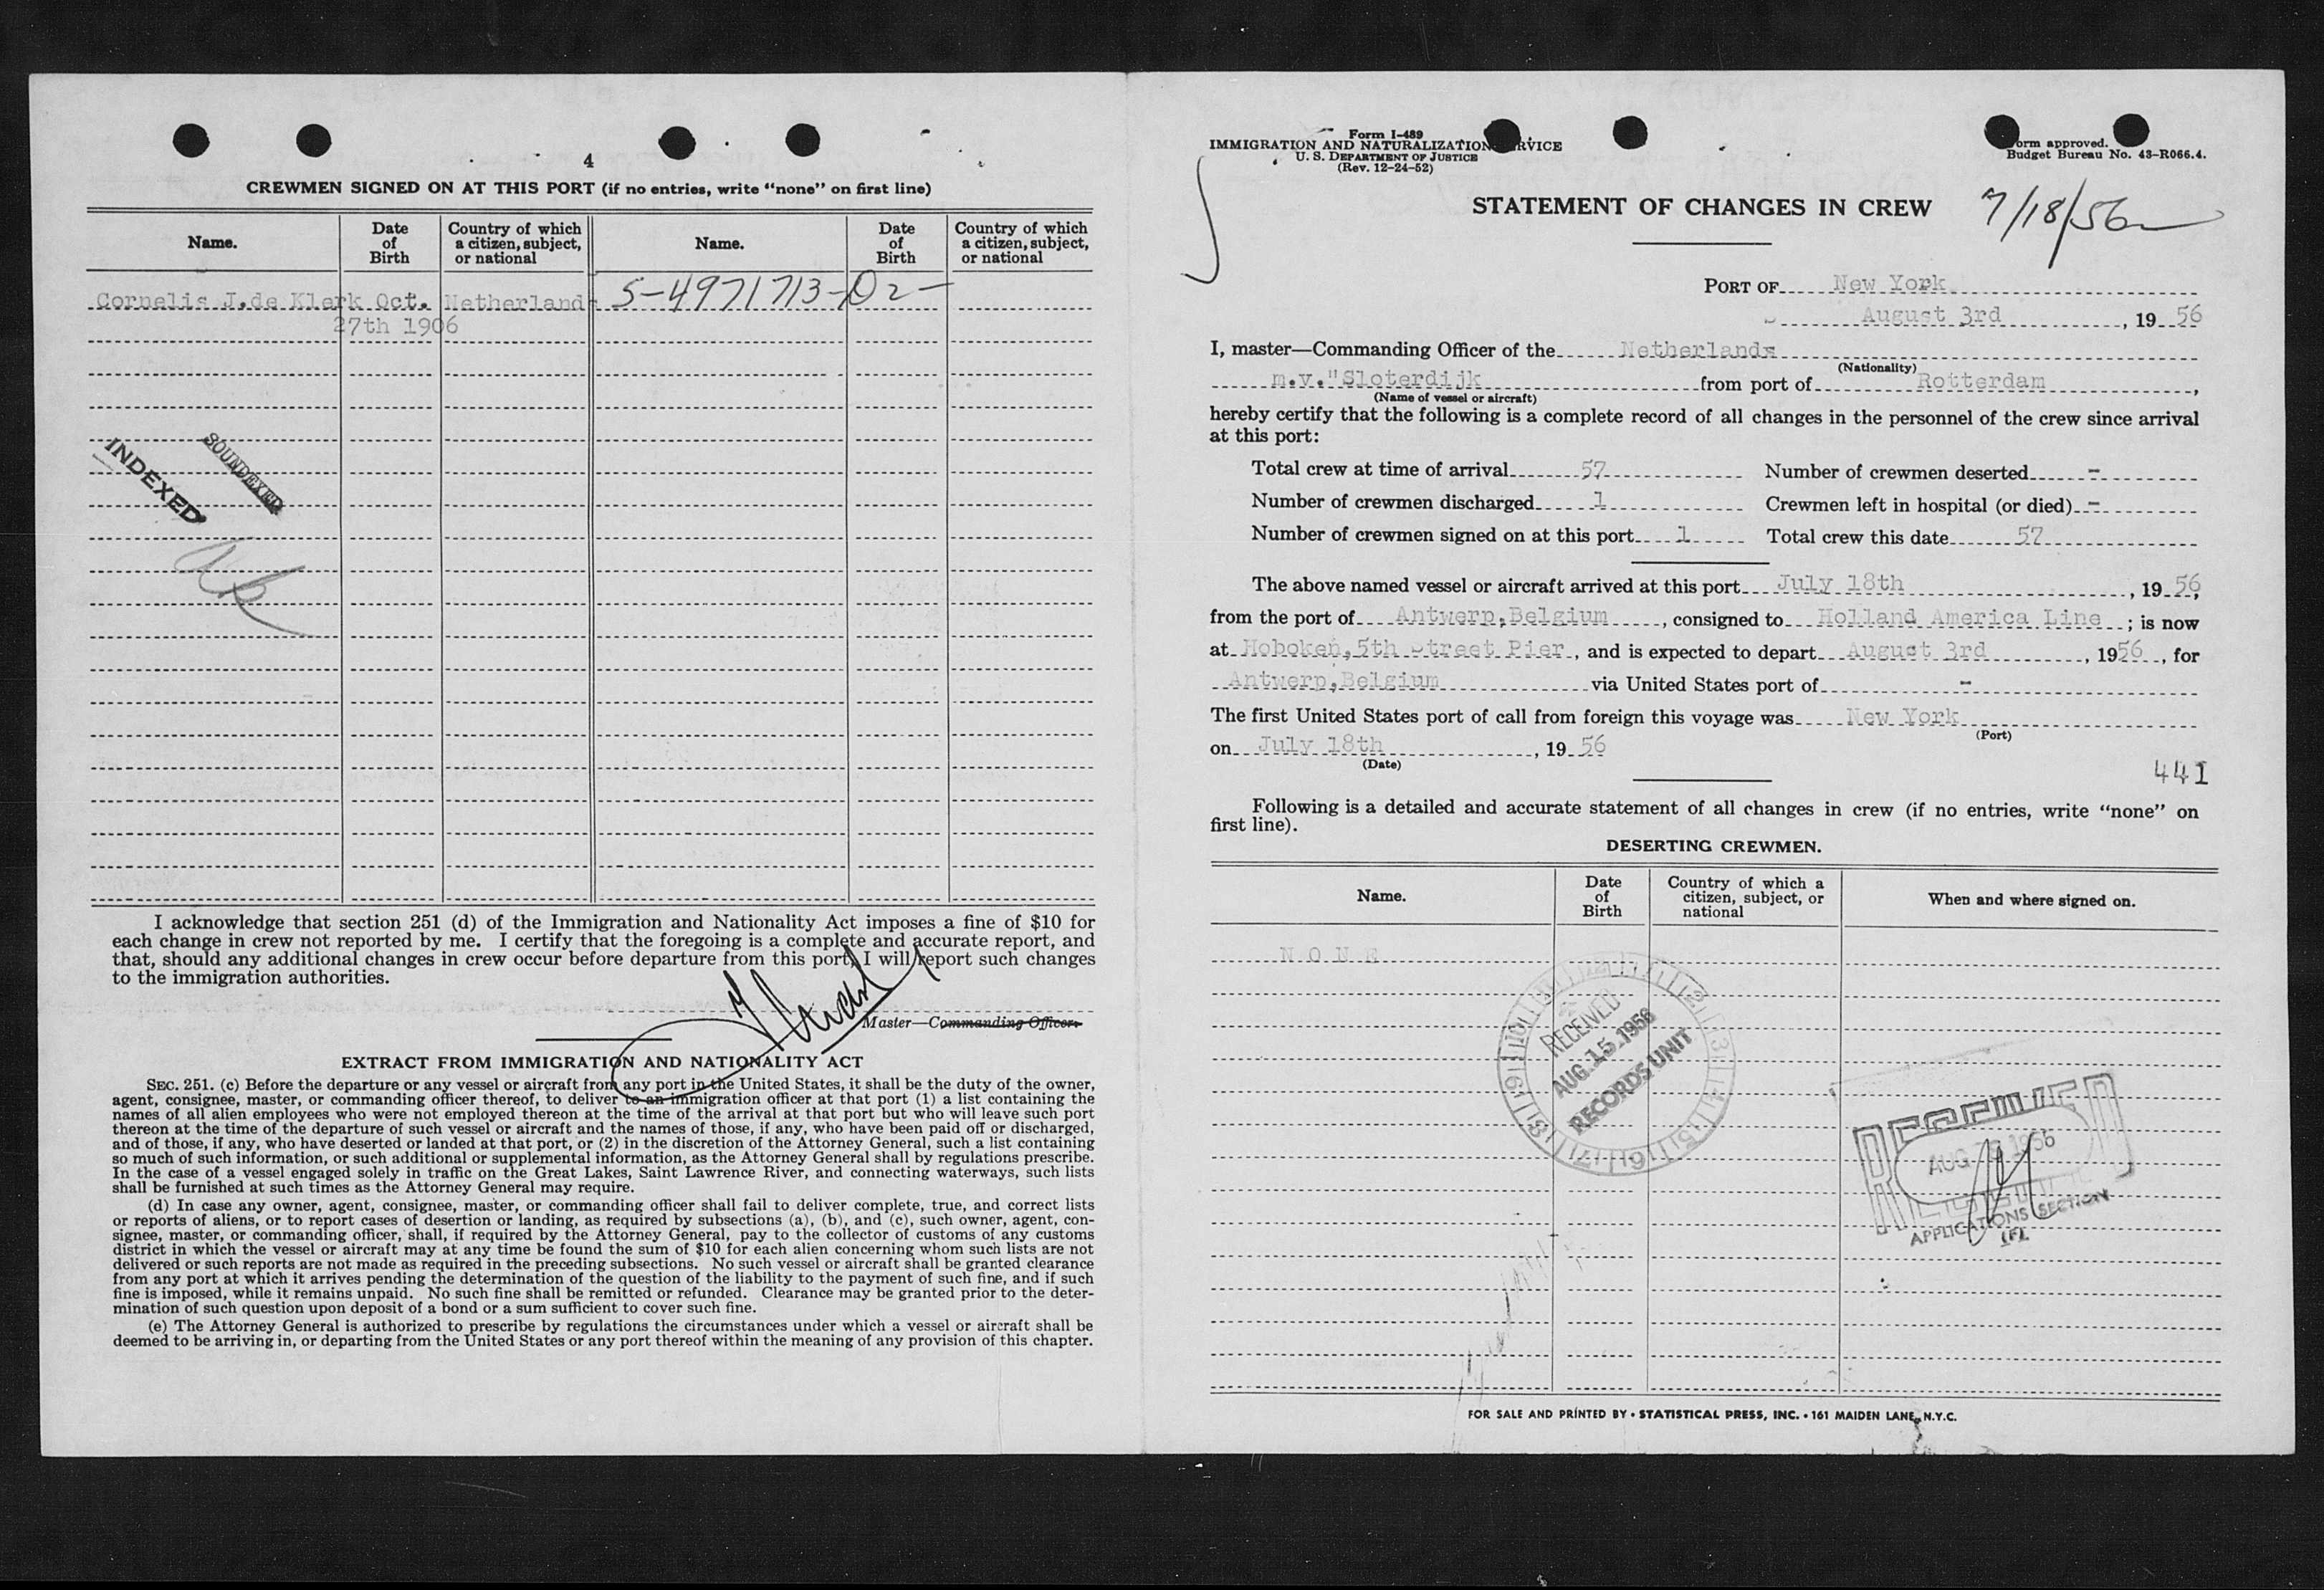 4
CREWMEN SIGNED ON AT THIS PORT (if no entries, write “none” on first line)
Name. Date of Birth Country of which a citizen, subject, or national Name. Date of Birth Country of which a citizen, subject, or national
Cornelis J.de Klerk Oct. Netherlands S-4971713-O2-
27th 1906
INDEXED
SOUNDEXED
I acknowledge that section 251 (d) of the Immigration and Nationality Act imposes a fine of $10 for
each change in crew not reported by me. I certify that the foregoing is a complete and accurate report, and
that, should any additional changes in crew occur before departure from this port, I will report such changes
to the immigration authorities.
Master—Commanding Officer.
EXTRACT FROM IMMIGRATION AND NATIONALITY ACT
SEC. 251. (c) Before the departure or any vessel or aircraft from any port in the United States, it shall be the duty of the owner,
agent, consignee, master, or commanding officer thereof, to deliver to an immigration officer at that port (1) a list containing the
names of all alien employees who were not employed thereon at the time of the arrival at that port but who will leave such port
thereon at the time of the departure of such vessel or aircraft and the names of those, if any, who have been paid off or discharged,
and of those, if any, who have deserted or landed at that port, or (2) in the discretion of the Attorney General, such a list containing
so much of such information, or such additional or supplemental information, as the Attorney General shall by regulations prescribe.
In the case of a vessel engaged solely in traffic on the Great Lakes, Saint Lawrence River, and connecting waterways, such lists
shall be furnished at such times as the Attorney General may require.
(d) In case any owner, agent, consignee, master, or commanding officer shall fail to deliver complete, true, and correct lists
or reports of aliens, or to report cases of desertion or landing, as required by subsections (a), (b), and (c), such owner, agent, con-
signee, master, or commanding officer, shall, if required by the Attorney General, pay to the collector of customs of any customs
district in which the vessel or aircraft may at any time be found the sum of $10 for each alien concerning whom such lists are not
delivered or such reports are not made as required in the preceding subsections. No such vessel or aircraft shall be granted clearance
from any port at which it arrives pending the determination of the question of the liability to the payment of such fine, and if such
fine is imposed, while it remains unpaid. No such fine shall be remitted or refunded. Clearance may be granted prior to the deter-
mination of such question upon deposit of a bond or a sum sufficient to cover such fine.
(e) The Attorney General is authorized to prescribe by regulations the circumstances under which a vessel or aircraft shall be
deemed to be arriving in, or departing from the United States or any port thereof within the meaning of any provision of this chapter.
Form I-489
IMMIGRATION AND NATURALIZATION RVICE
U. S. DEPARTMENT OF JUSTICE
(Rev. 12-24-52)
orm approved.
Budget Bureau No. 43-R066.4.
STATEMENT OF CHANGES IN CREW 7/18/56
PORT OF New York
August 3rd, 19 56
I, master—Commanding Officer of the Netherlands
(Nationality)
m.v."Sloterdijk from port of Rotterdam,
(Name of vessel or aircraft)
hereby certify that the following is a complete record of all changes in the personnel of the crew since arrival
at this port:
Total crew at time of arrival 57 Number of crewmen deserted -
Number of crewmen discharged 1 Crewmen left in hospital (or died) -
Number of crewmen signed on at this port 1 Total crew this date 57
The above named vessel or aircraft arrived at this port July 18th, 19 56,
from the port of Antwerp,Belgium, consigned to Holland America Line; is now
at Hoboken,5th Street Pier, and is expected to depart August 3rd, 1956, for
Antwerp,Belgium via United States port of -
The first United States port of call from foreign this voyage was New York
(Port)
on July 18th, 19 56
(Date)
441
Following is a detailed and accurate statement of all changes in crew (if no entries, write “none” on
first line).
DESERTING CREWMEN.
Name. Date of Birth Country of which a citizen, subject, or national When and where signed on.
N O N E
RECEIVED
AUG. 15 1956
RECORDS UNIT
RECEIVED
AUG 1956
APPLICATIONS SECTION
FOR SALE AND PRINTED BY • STATISTICAL PRESS, INC. • 161 MAIDEN LANE, N.Y.C.